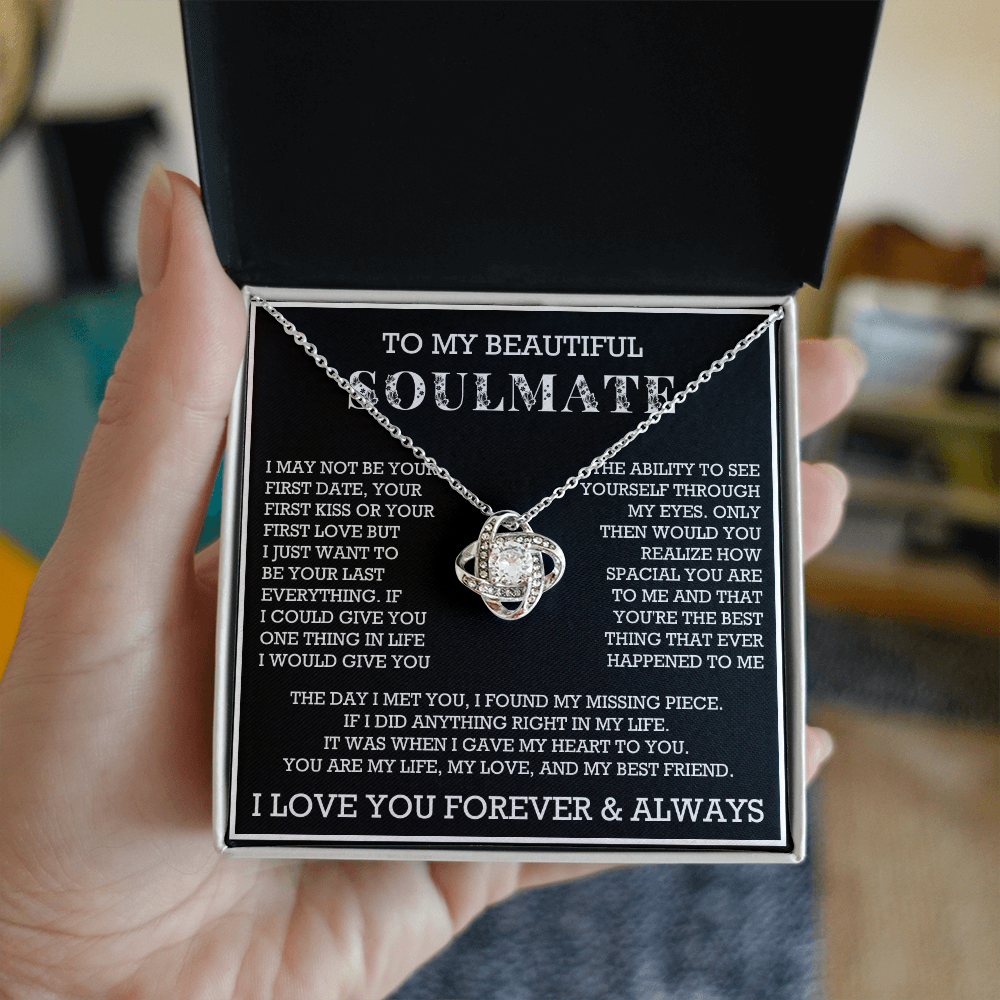 TO MY BEAUTIFUL
SOULMATE
I MAY NOT BE YOUR
FIRST DATE, YOUR
FIRST KISS OR YOUR
FIRST LOVE BUT
I JUST WANT TO
BE YOUR LAST
EVERYTHING. IF
I COULD GIVE YOU
ONE THING IN LIFE
I WOULD GIVE YOU
THE ABILITY TO SEE
YOURSELF THROUGH
MY EYES. ONLY
THEN WOULD YOU
REALIZE HOW
SPACIAL YOU ARE
TO ME AND THAT
YOU'RE THE BEST
THING THAT EVER
HAPPENED TO ME
THE DAY I MET YOU, I FOUND MY MISSING PIECE.
IF I DID ANYTHING RIGHT IN MY LIFE.
IT WAS WHEN I GAVE MY HEART TO YOU.
YOU ARE MY LIFE, MY LOVE, AND MY BEST FRIEND.
I LOVE YOU FOREVER & ALWAYS